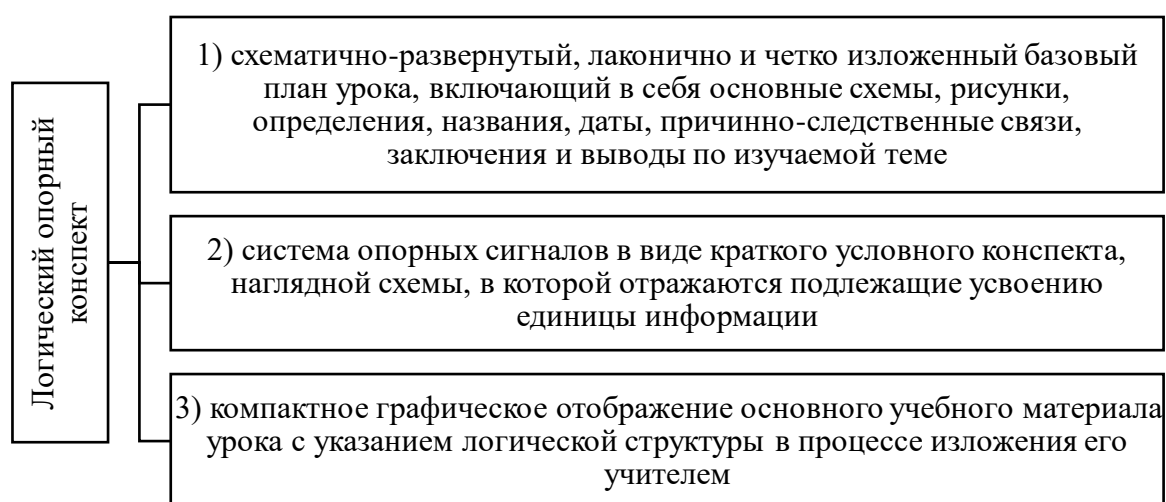 Логический опорный
конспект
1) схематично-развернутый, лаконично и четко изложенный базовый
план урока, включающий в себя основные схемы, рисунки,
определения, названия, даты, причинно-следственные связи,
заключения и выводы по изучаемой теме
2) система опорных сигналов в виде краткого условного конспекта,
наглядной схемы, в которой отражаются подлежащие усвоению
единицы информации
3) компактное графическое отображение основного учебного материала
урока с указанием логической структуры в процессе изложения его
учителем